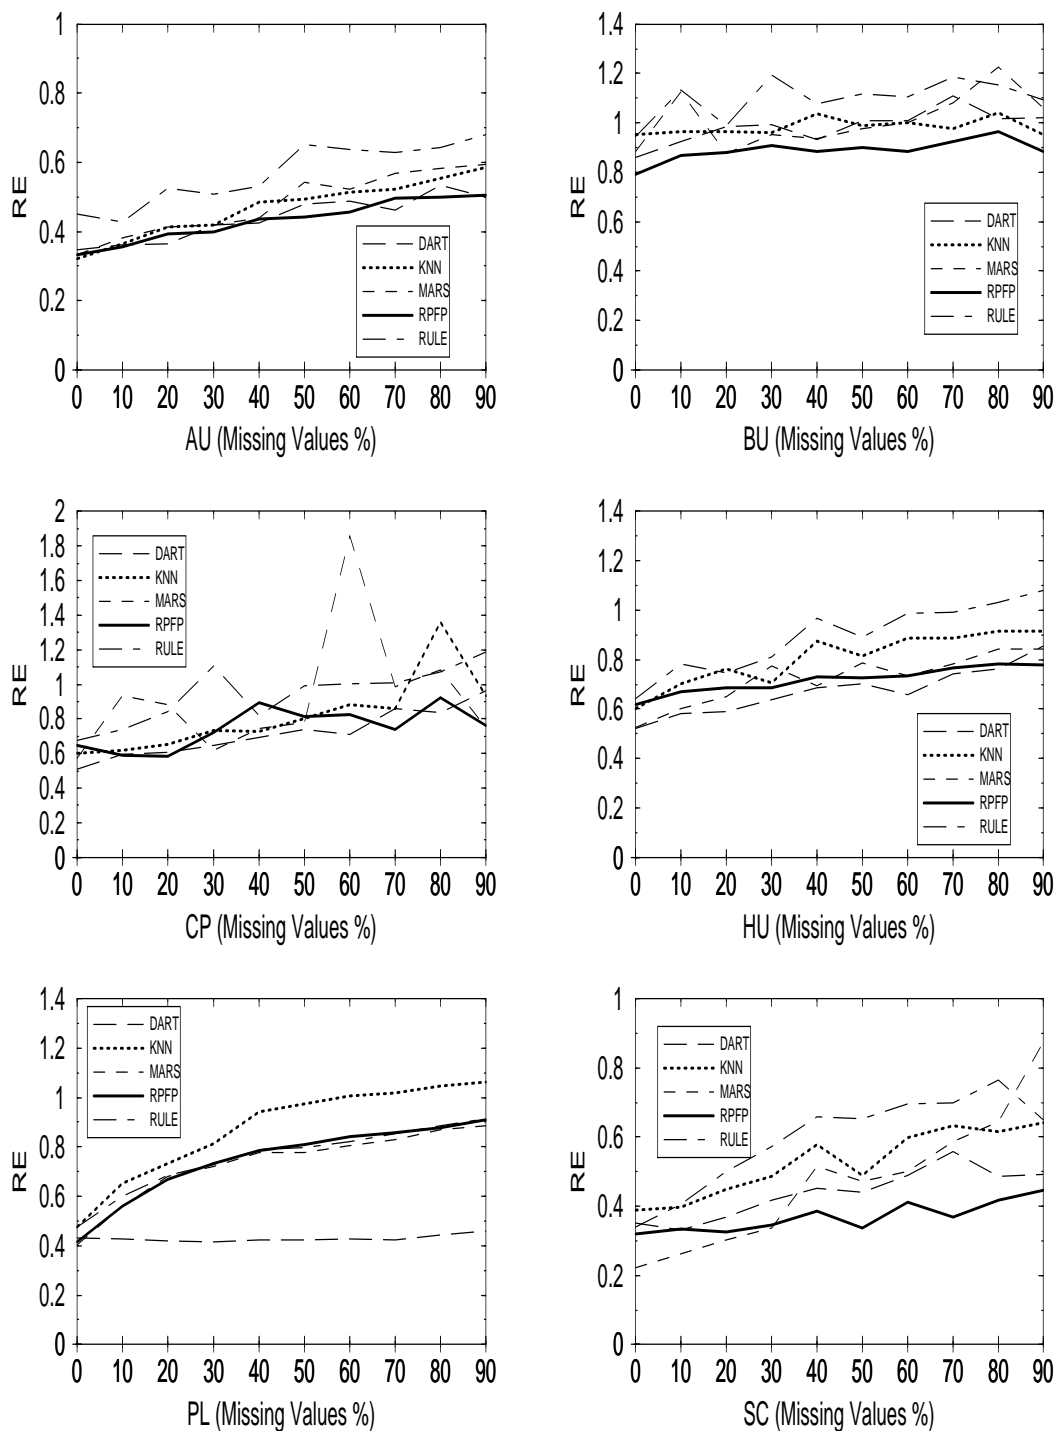 1
0.8
0.6
0.4
0.2
0
RE
DART
KNN
MARS
RPFP
RULE
0 10 20 30 40 50 60 70 80 90
AU (Missing Values %)
1.4
1.2
1
0.8
0.6
0.4
0.2
0
RE
DART
KNN
MARS
RPFP
RULE
0 10 20 30 40 50 60 70 80 90
BU (Missing Values %)
2
1.8
1.6
1.4
1.2
1
0.8
0.6
0.4
0.2
0
RE
DART
KNN
MARS
RPFP
RULE
0 10 20 30 40 50 60 70 80 90
CP (Missing Values %)
1.4
1.2
1
0.8
0.6
0.4
0.2
0
RE
DART
KNN
MARS
RPFP
RULE
0 10 20 30 40 50 60 70 80 90
HU (Missing Values %)
1.4
1.2
1
0.8
0.6
0.4
0.2
0
RE
DART
KNN
MARS
RPFP
RULE
0 10 20 30 40 50 60 70 80 90
PL (Missing Values %)
1
0.8
0.6
0.4
0.2
0
RE
DART
KNN
MARS
RPFP
RULE
0 10 20 30 40 50 60 70 80 90
SC (Missing Values %)